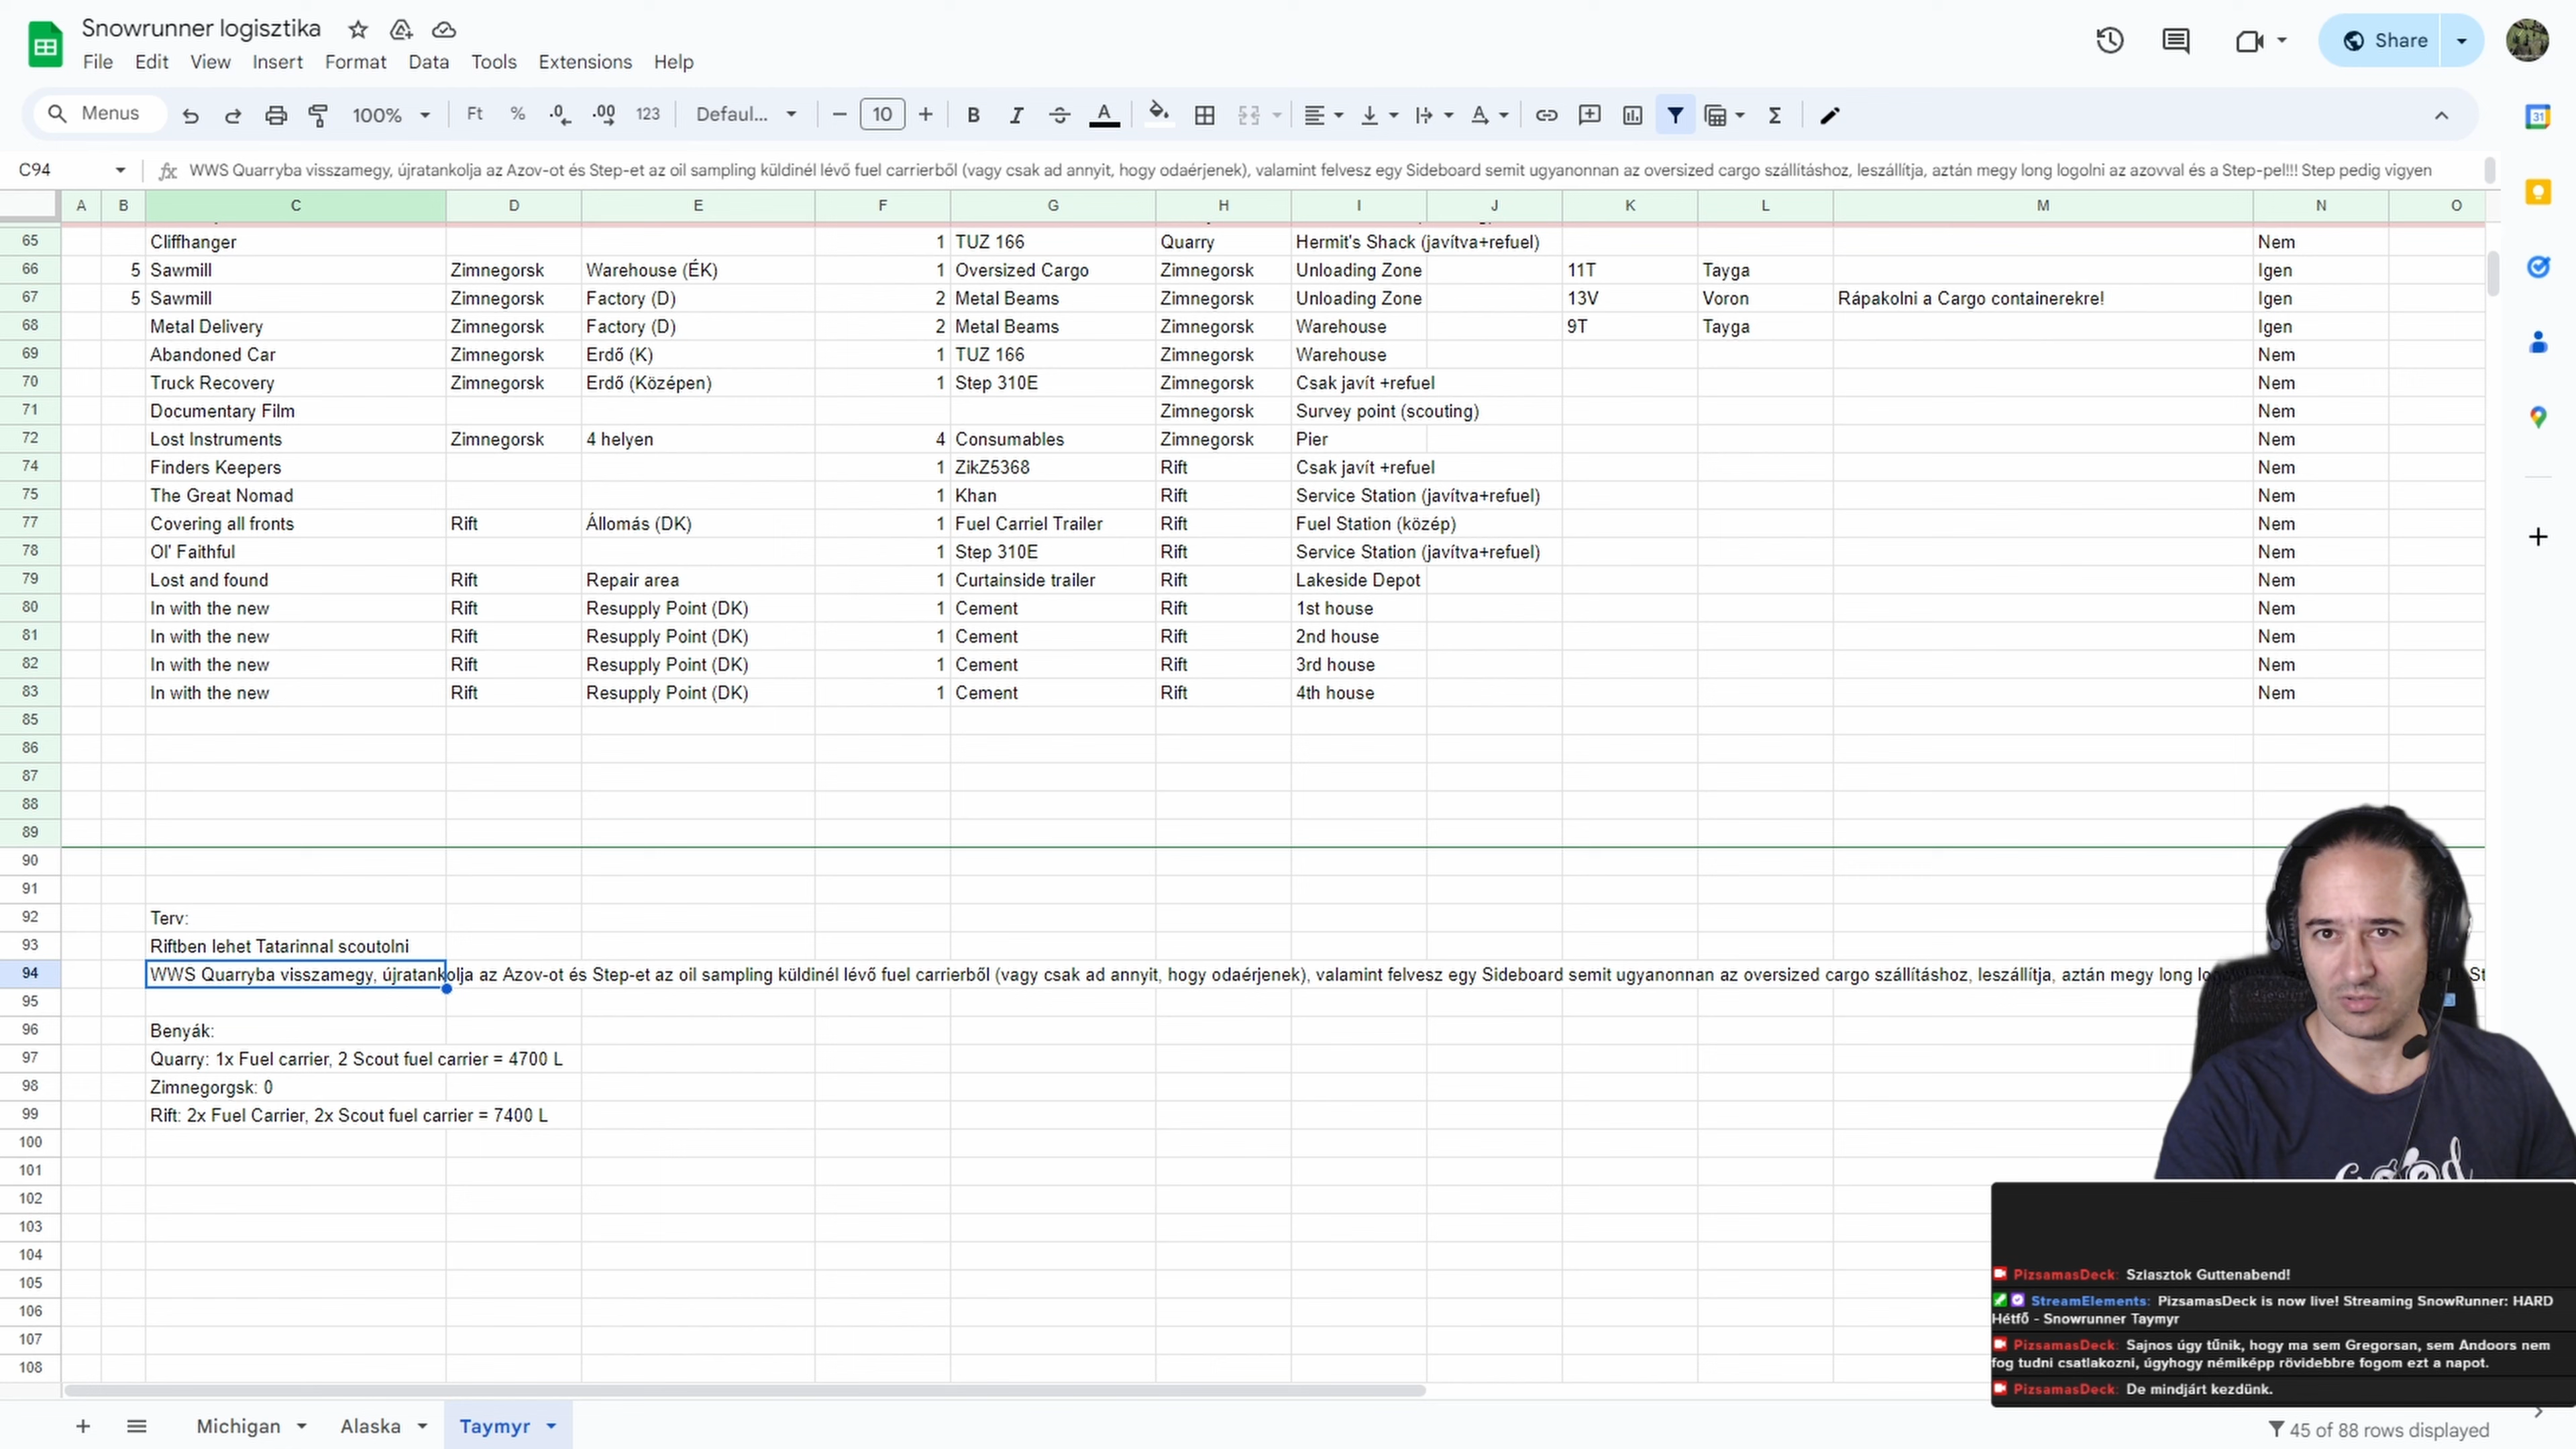 Snowrunner logisztika
File Edit View Insert Format Data Tools Extensions Help
Share
Menus 100% Ft % .0 .00 123 Defaul... 10
C94 WWS Quarryba visszamegy, újratankolja az Azov-ot és Step-et az oil sampling küldinél lévő fuel carrierből (vagy csak ad annyit, hogy odaérjenek), valamint felvesz egy Sideboard semit ugyanonnan az oversized cargo szállításhoz, leszállítja, aztán megy long logolni az azovval és a Step-pel!!! Step pedig vigyen
A B C D E F G H I J K L M N O
65 Cliffhanger 1 TUZ 166 Quarry Hermit's Shack (javítva+refuel) Nem
66 5 Sawmill Zimnegorsk Warehouse (ÉK) 1 Oversized Cargo Zimnegorsk Unloading Zone 11T Tayga Igen
67 5 Sawmill Zimnegorsk Factory (D) 2 Metal Beams Zimnegorsk Unloading Zone 13V Voron Rápakolni a Cargo containerekre! Igen
68 Metal Delivery Zimnegorsk Factory (D) 2 Metal Beams Zimnegorsk Warehouse 9T Tayga Igen
69 Abandoned Car Zimnegorsk Erdő (K) 1 TUZ 166 Zimnegorsk Warehouse Nem
70 Truck Recovery Zimnegorsk Erdő (Középen) 1 Step 310E Zimnegorsk Csak javít +refuel Nem
71 Documentary Film Zimnegorsk Survey point (scouting) Nem
72 Lost Instruments Zimnegorsk 4 helyen 4 Consumables Zimnegorsk Pier Nem
74 Finders Keepers 1 ZikZ5368 Rift Csak javít +refuel Nem
75 The Great Nomad 1 Khan Rift Service Station (javítva+refuel) Nem
77 Covering all fronts Rift Állomás (DK) 1 Fuel Carriel Trailer Rift Fuel Station (közép) Nem
78 Ol' Faithful 1 Step 310E Rift Service Station (javítva+refuel) Nem
79 Lost and found Rift Repair area 1 Curtainside trailer Rift Lakeside Depot Nem
80 In with the new Rift Resupply Point (DK) 1 Cement Rift 1st house Nem
81 In with the new Rift Resupply Point (DK) 1 Cement Rift 2nd house Nem
82 In with the new Rift Resupply Point (DK) 1 Cement Rift 3rd house Nem
83 In with the new Rift Resupply Point (DK) 1 Cement Rift 4th house Nem
85
86
87
88
89
90
91
92 Terv:
93 Riftben lehet Tatarinnal scoutolni
94 WWS Quarryba visszamegy, újratankolja az Azov-ot és Step-et az oil sampling küldinél lévő fuel carrierből (vagy csak ad annyit, hogy odaérjenek), valamint felvesz egy Sideboard semit ugyanonnan az oversized cargo szállításhoz, leszállítja, aztán megy long
95
96 Benyák:
97 Quarry: 1x Fuel carrier, 2 Scout fuel carrier = 4700 L
98 Zimnegorgsk: 0
99 Rift: 2x Fuel Carrier, 2x Scout fuel carrier = 7400 L
100
101
102
103
104
105
106
107
108
PizsamasDeck: Sziasztok Guttenabend!
StreamElements: PizsamasDeck is now live! Streaming SnowRunner: HARD
Hétfő - Snowrunner Taymyr
PizsamasDeck: Sajnos úgy tűnik, hogy ma sem Gregorsan, sem Andoors nem
fog tudni csatlakozni, úgyhogy némiképp rövidebbre fogom ezt a napot.
PizsamasDeck: De mindjárt kezdünk.
Michigan Alaska Taymyr
45 of 88 rows displayed